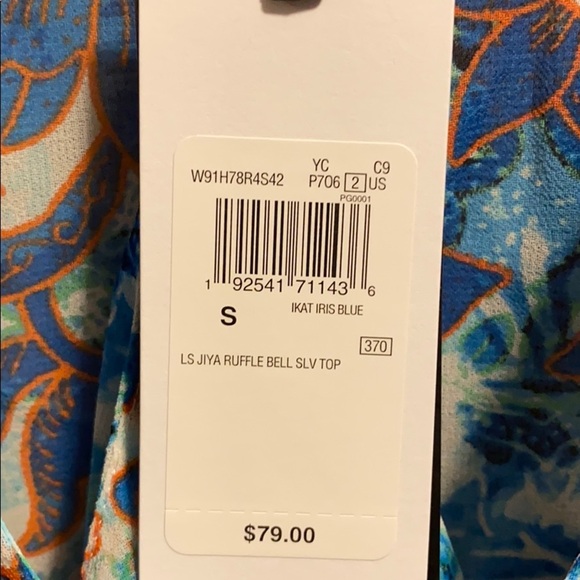 YC C9
W91H78R4S42 P706 2 US
PG0001
1 92541 71143 6
S IKAT IRIS BLUE
370
LS JIYA RUFFLE BELL SLV TOP
$79.00